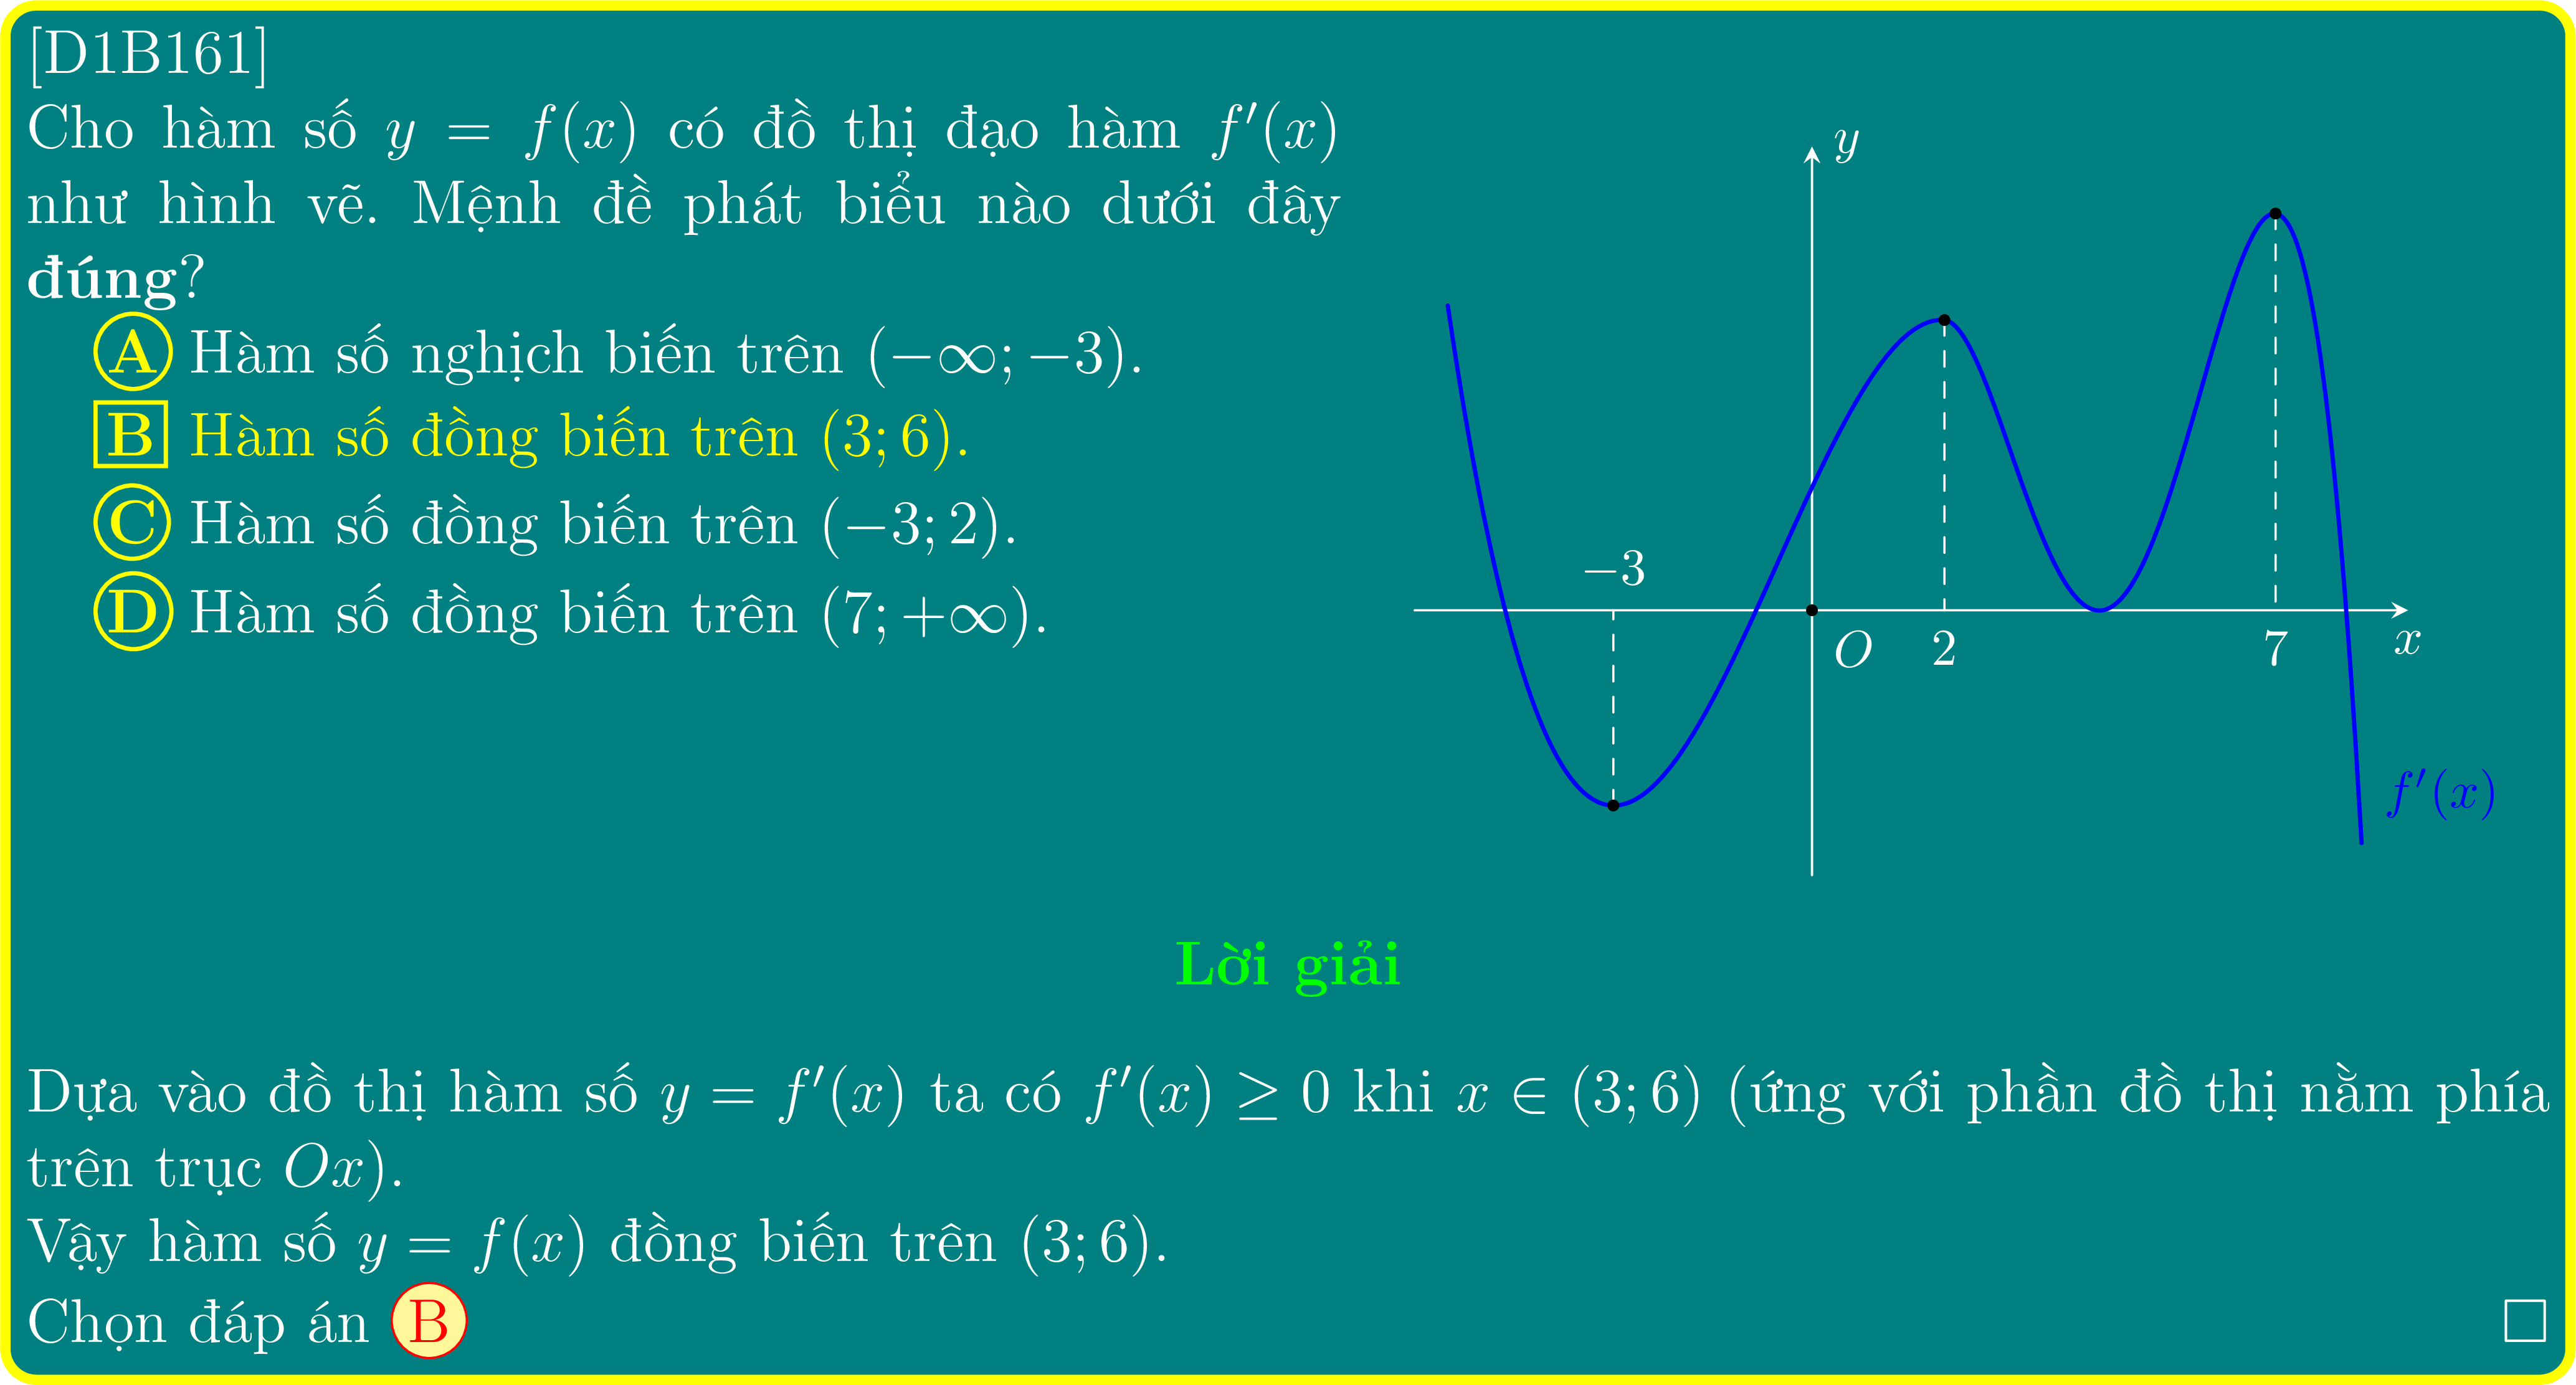 [D1B161]
Cho hàm số y = f(x) có đồ thị đạo hàm f′(x)
như hình vẽ. Mệnh đề phát biểu nào dưới đây
đúng?
A Hàm số nghịch biến trên (−∞; −3).
B Hàm số đồng biến trên (3; 6).
C Hàm số đồng biến trên (−3; 2).
D Hàm số đồng biến trên (7; +∞).
y
−3
O 2 7 x
f′(x)
Lời giải
Dựa vào đồ thị hàm số y = f′(x) ta có f′(x) ≥ 0 khi x ∈ (3; 6) (ứng với phần đồ thị nằm phía
trên trục Ox).
Vậy hàm số y = f(x) đồng biến trên (3; 6).
Chọn đáp án B □